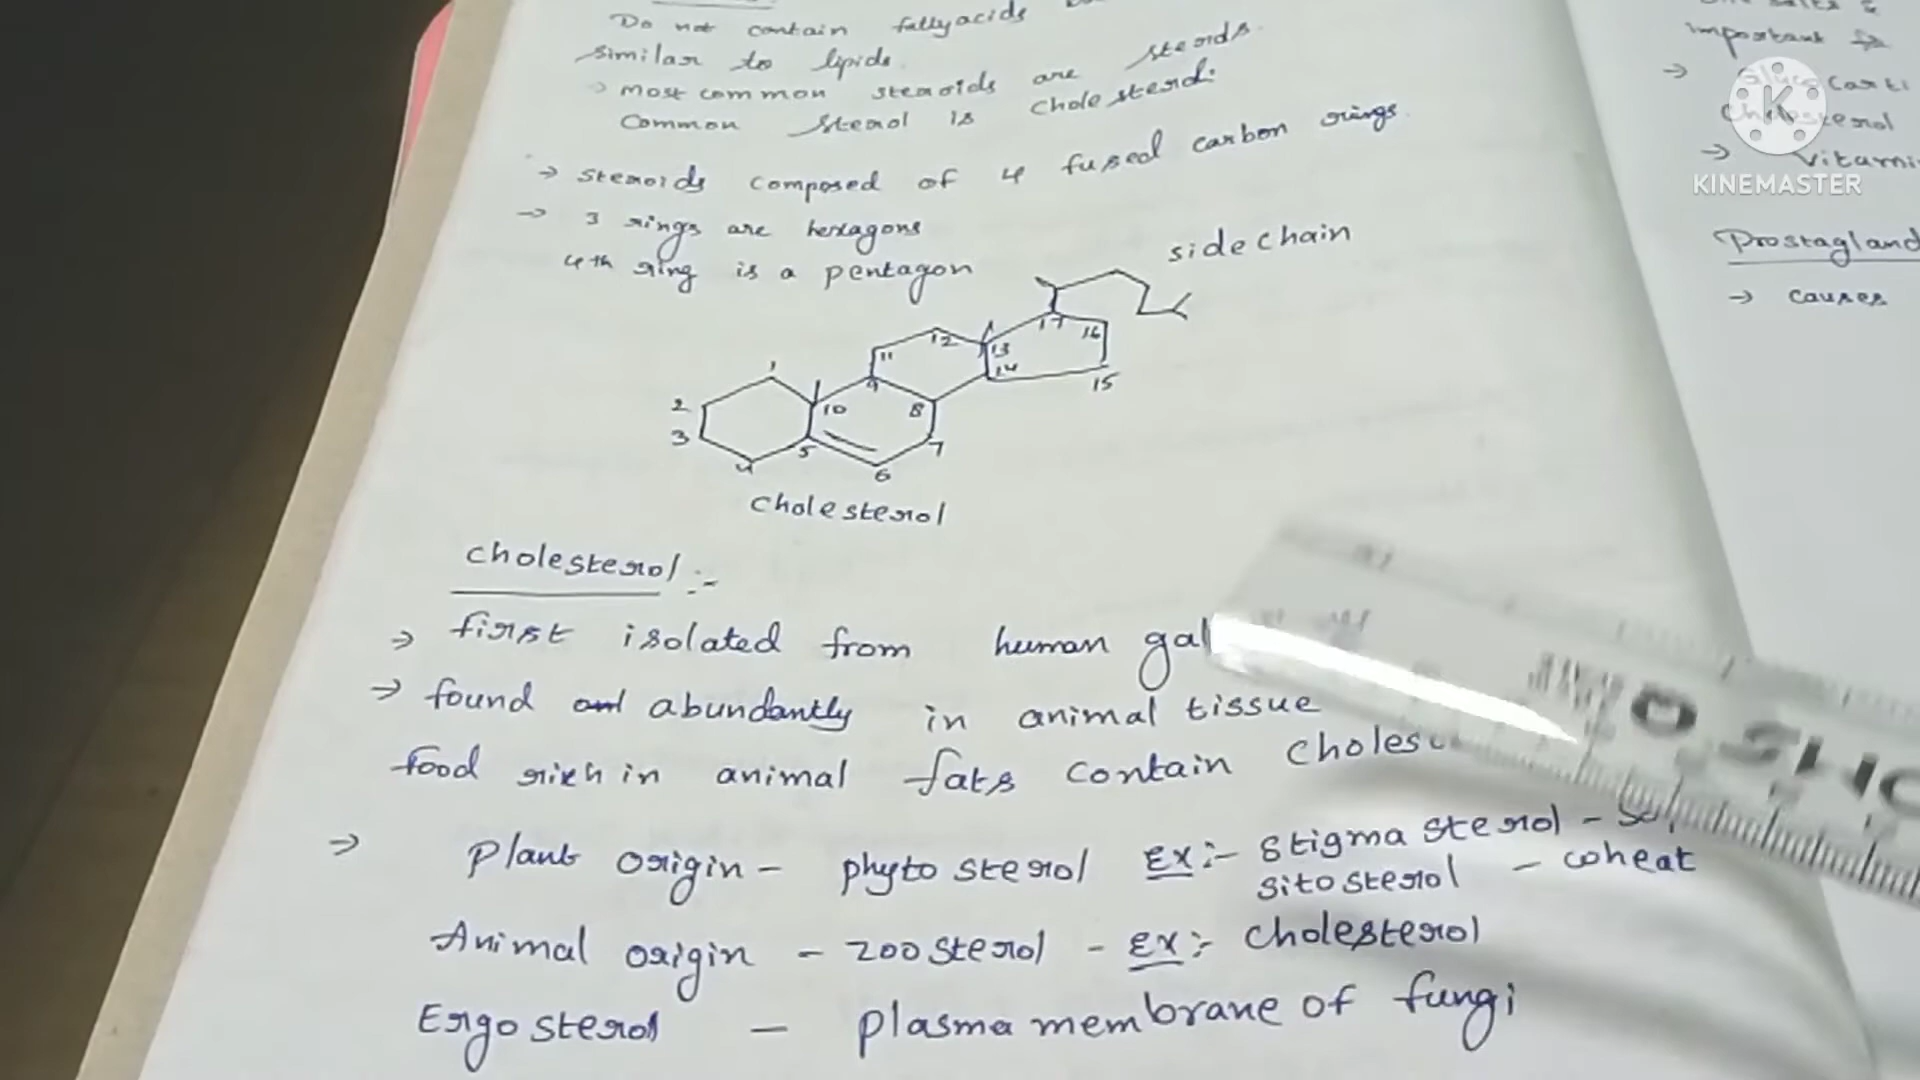 Do not contain fattyacids
similar to lipids.
→ most common steroids are sterols.
common sterol is cholesterol.
→ steroids composed of 4 fused carbon rings.
→ 3 rings are hexagons
4th ring is a pentagon
side chain
1 2 3 4 5 6 7 8 9 10 11 12 13 14 15 16 17
cholesterol
cholesterol :-
→ first isolated from human gal
→ found abundantly in animal tissue
food rich in animal fats contain choles
→ plant origin - phyto sterol Ex:- stigma sterol -
sito sterol - wheat
Animal origin - zoo sterol - Ex:- cholesterol
Ergo sterol - plasma membrane of fungi
important
→
cholesterol
→ vitami
Prostagland
→ causes
KINEMASTER